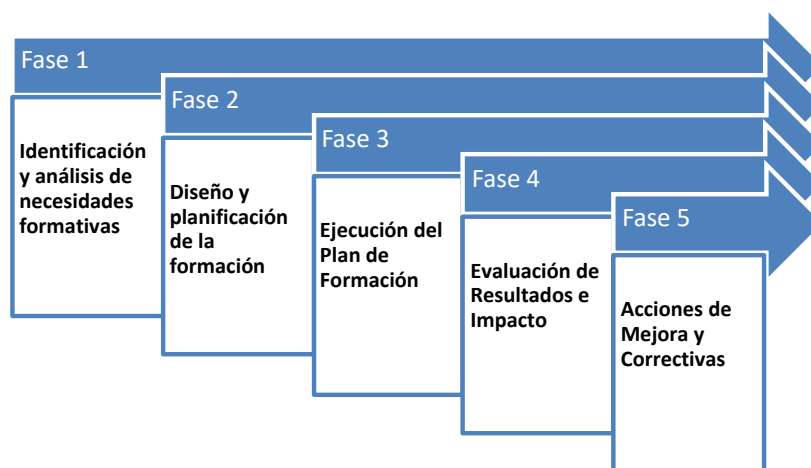 Fase 1
Identificación
y análisis de
necesidades
formativas
Fase 2
Diseño y
planificación
de la
formación
Fase 3
Ejecución del
Plan de
Formación
Fase 4
Evaluación de
Resultados e
Impacto
Fase 5
Acciones de
Mejora y
Correctivas